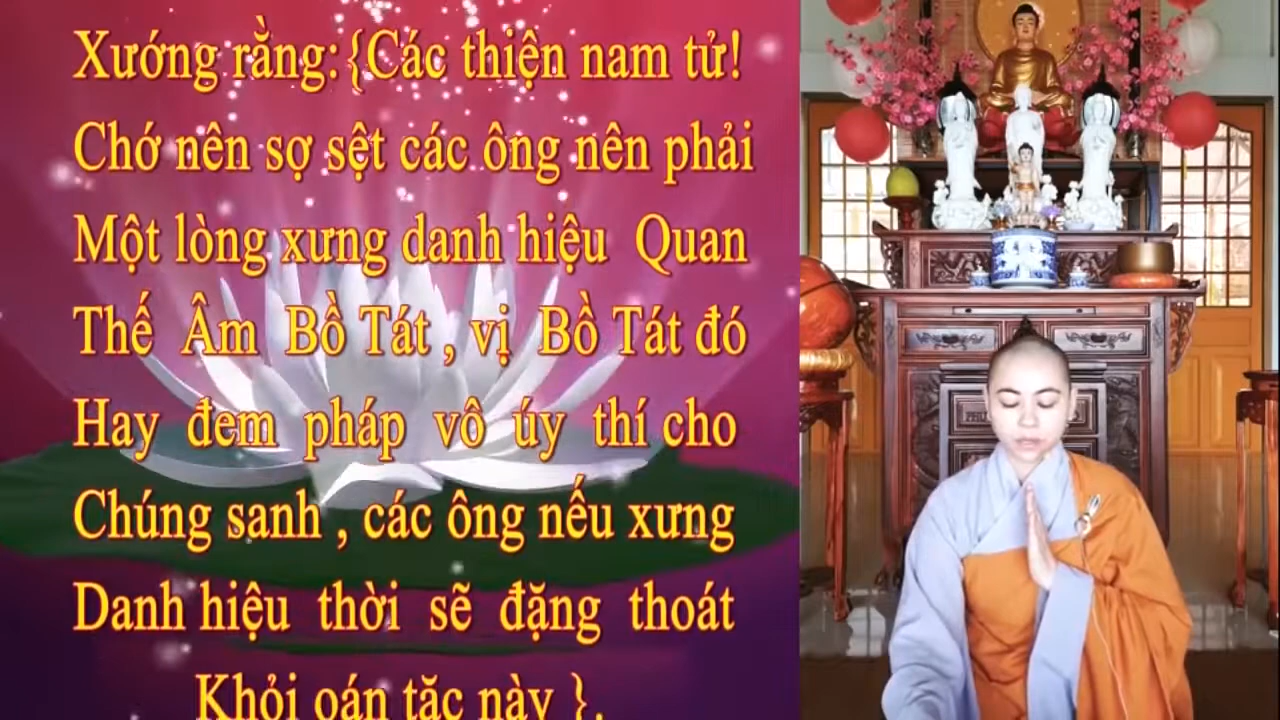 Xướng rằng:{Các thiện nam tử!
Chớ nên sợ sệt các ông nên phải
Một lòng xưng danh hiệu Quan
Thế Âm Bồ Tát , vị Bồ Tát đó
Hay đem pháp vô úy thí cho
Chúng sanh , các ông nếu xưng
Danh hiệu thời sẽ đặng thoát
Khỏi oán tặc này }.